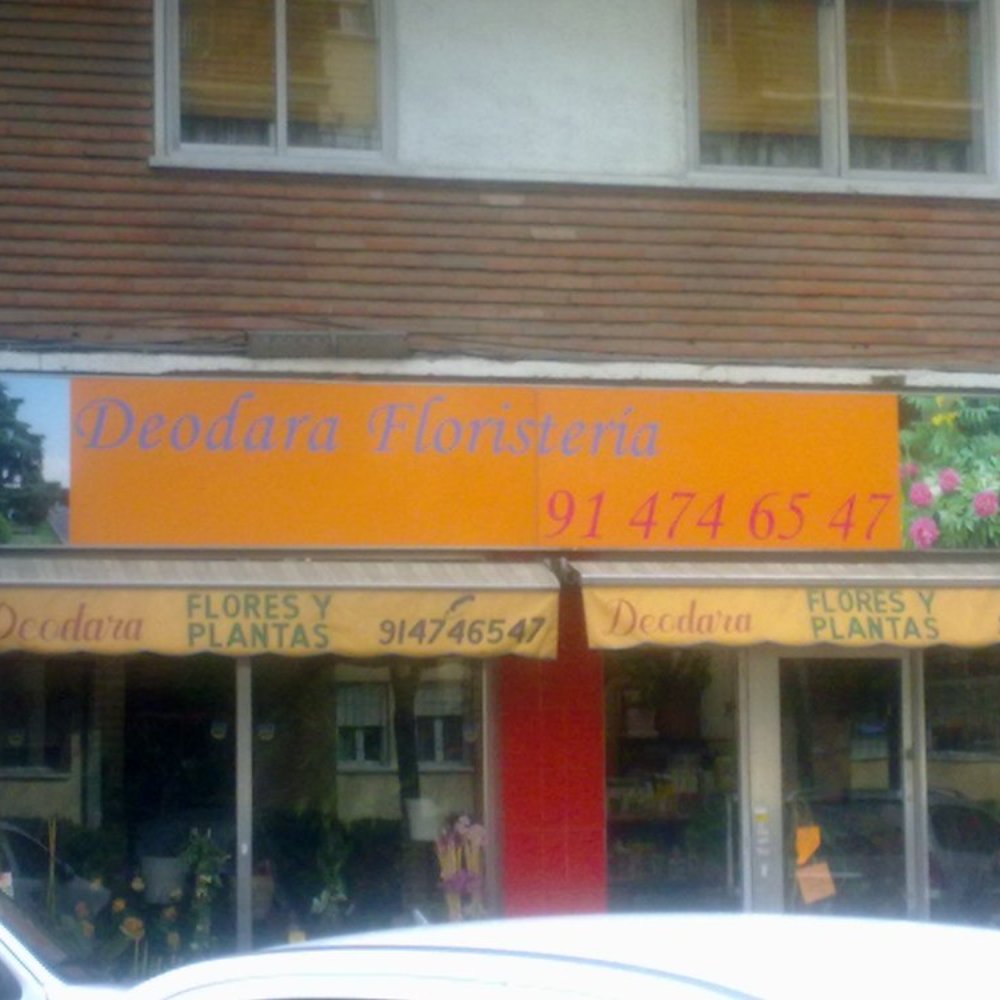 Deodara Floristería
91 474 65 47
Deodara FLORES Y PLANTAS 914746547
Deodara FLORES Y PLANTAS